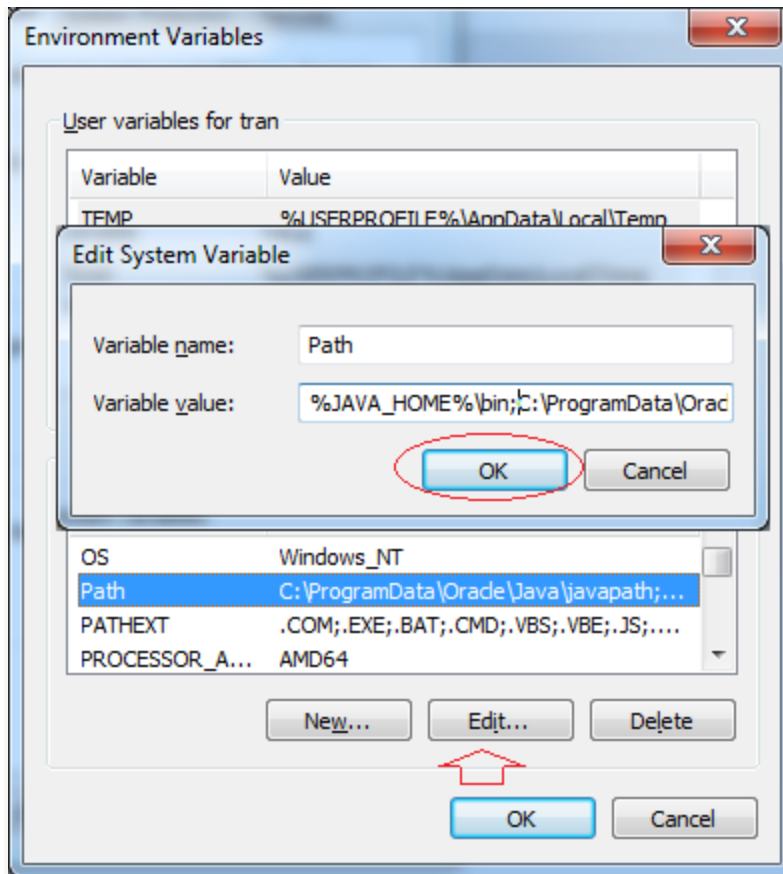 Environment Variables
User variables for tran
Variable Value
TEMP %USERPROFILE%\AppData\Local\Temp
Edit System Variable
Variable name: Path
Variable value: %JAVA_HOME%\bin;C:\ProgramData\Orac
OK Cancel
OS Windows_NT
Path C:\ProgramData\Oracle\Java\javapath;...
PATHEXT .COM;.EXE;.BAT;.CMD;.VBS;.VBE;.JS;....
PROCESSOR_A... AMD64
New... Edit... Delete
OK Cancel